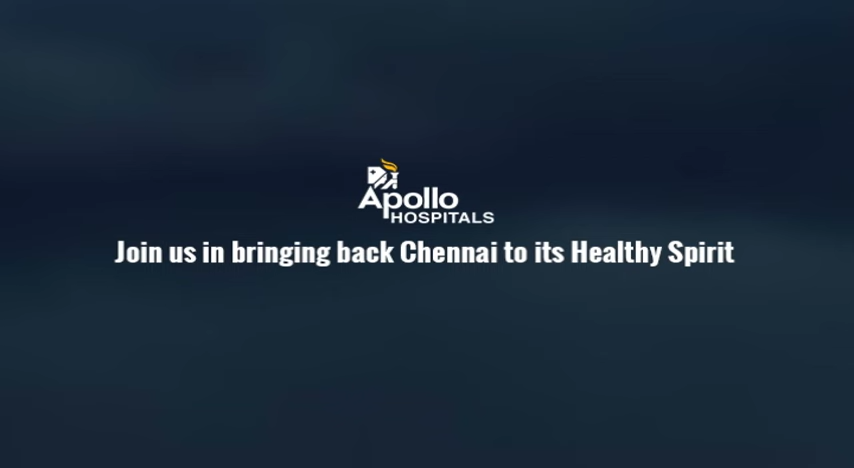 Apollo
HOSPITALS
Join us in bringing back Chennai to its Healthy Spirit